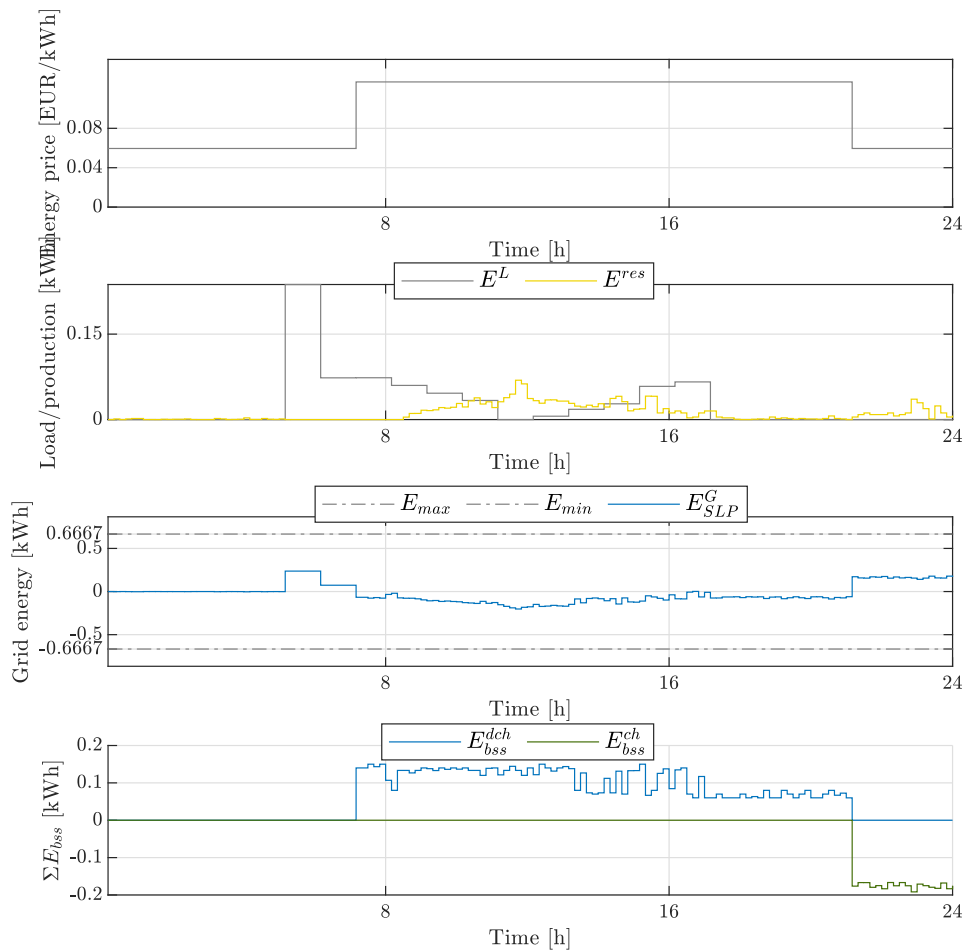 Energy price [EUR/kWh]
0.08
0.04
0
8
16
24
Time [h]
Load/production [kWh]
E^L
E^res
0.15
0
8
16
24
Time [h]
Grid energy [kWh]
E_max
E_min
E^G_SLP
0.6667
0.5
0
-0.5
-0.6667
8
16
24
Time [h]
ΣE_bss [kWh]
E^dch_bss
E^ch_bss
0.2
0.1
0
-0.1
-0.2
8
16
24
Time [h]